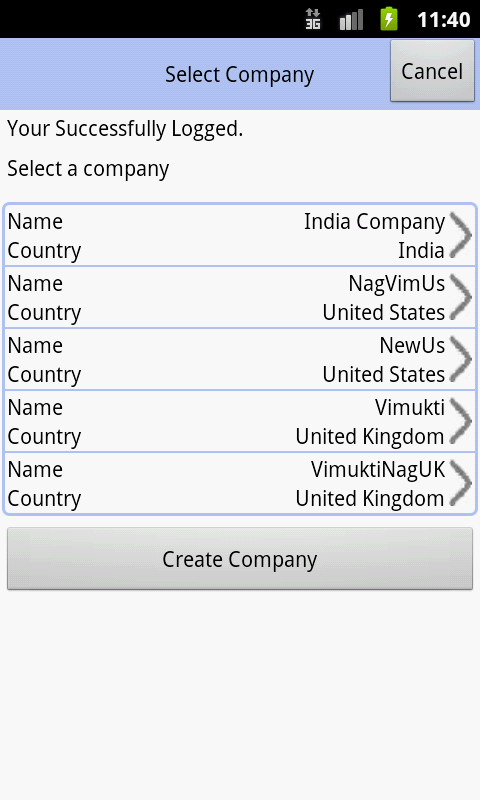 3G 11:40
Select Company Cancel
Your Successfully Logged.
Select a company
Name India Company
Country India
Name NagVimUs
Country United States
Name NewUs
Country United States
Name Vimukti
Country United Kingdom
Name VimuktiNagUK
Country United Kingdom
Create Company